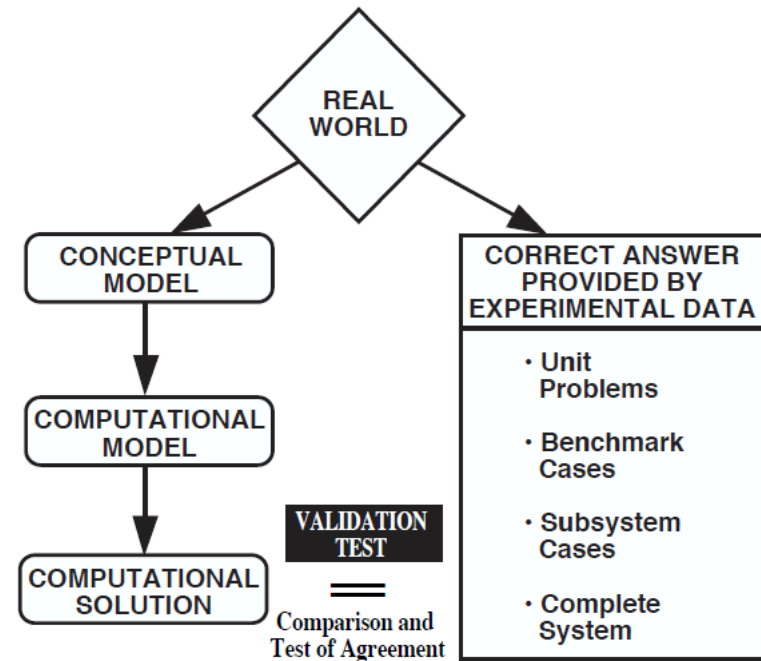 REAL
WORLD
CONCEPTUAL
MODEL
COMPUTATIONAL
MODEL
COMPUTATIONAL
SOLUTION
VALIDATION
TEST
=
Comparison and
Test of Agreement
CORRECT ANSWER
PROVIDED BY
EXPERIMENTAL DATA
· Unit
Problems
· Benchmark
Cases
· Subsystem
Cases
· Complete
System